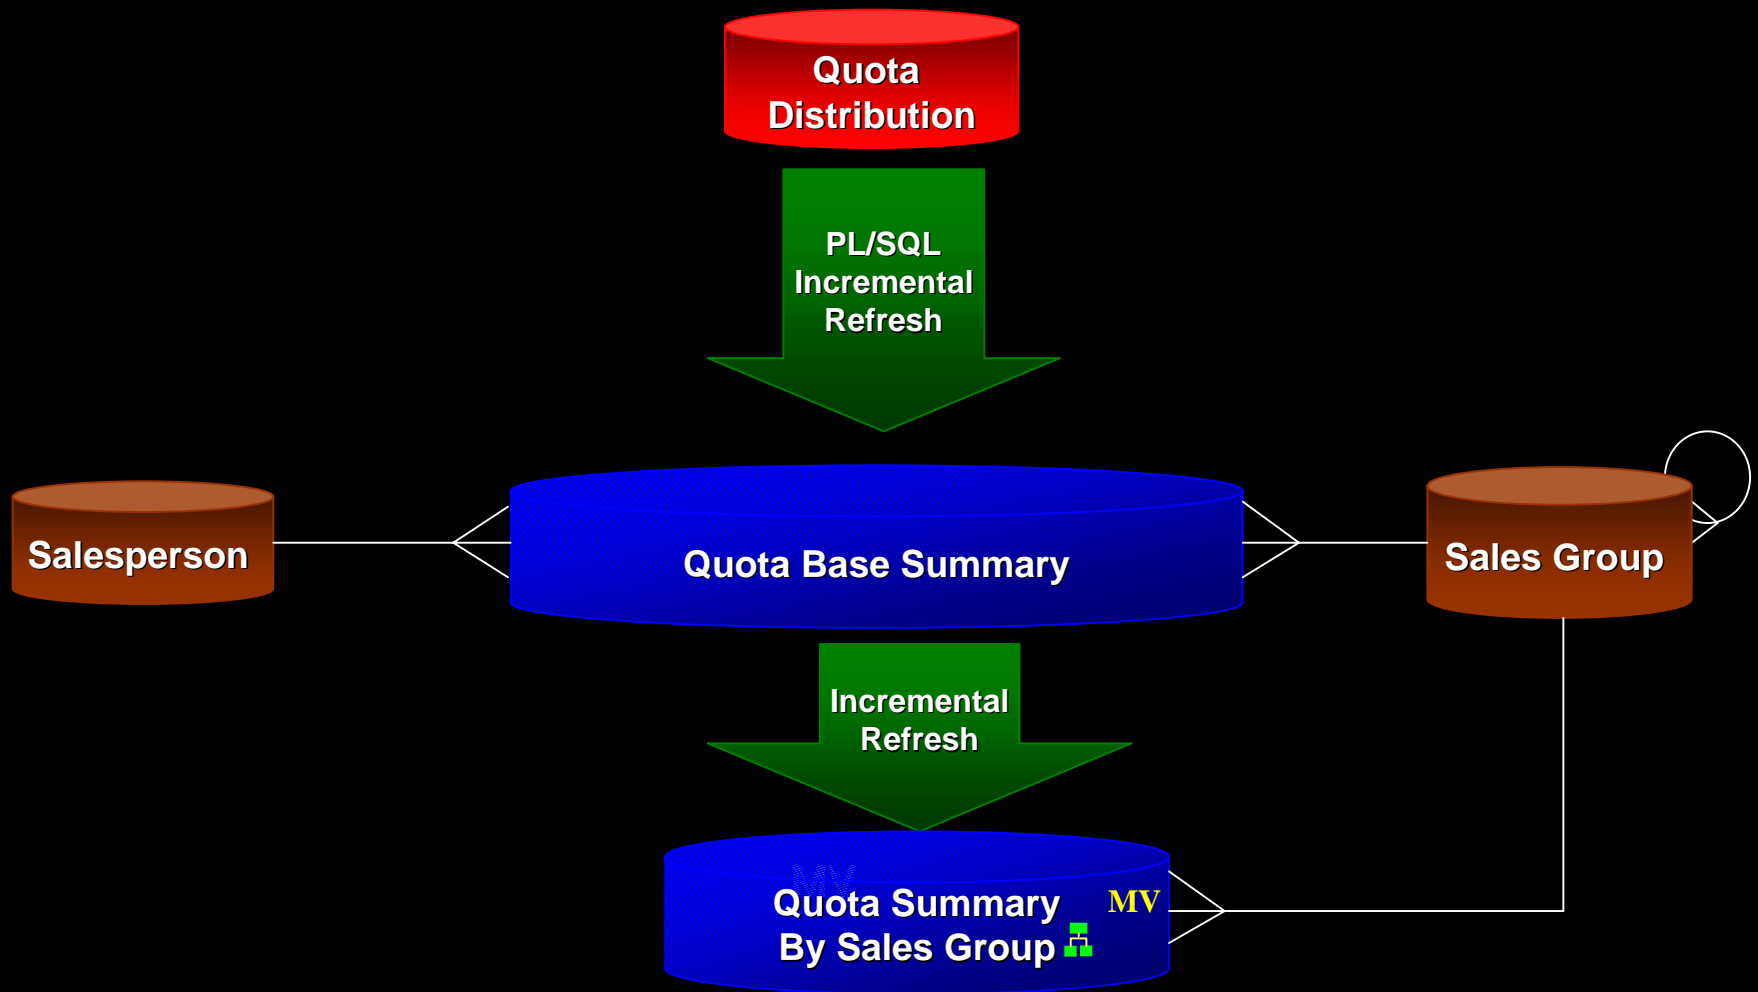 Quota
Distribution
PL/SQL
Incremental
Refresh
Salesperson
Quota Base Summary
Sales Group
Incremental
Refresh
MV
Quota Summary
By Sales Group
MV